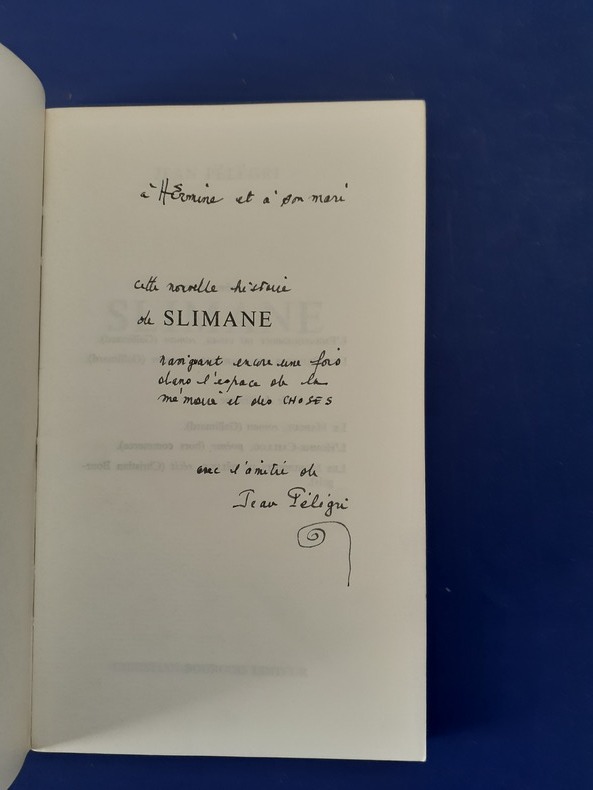 à Hermine et à son mari
cette nouvelle histoire
de SLIMANE
navigeant encore une fois
dans l'espace de la
mémoire et des CHOSES
avec l'amitié de
Jean Pélégri